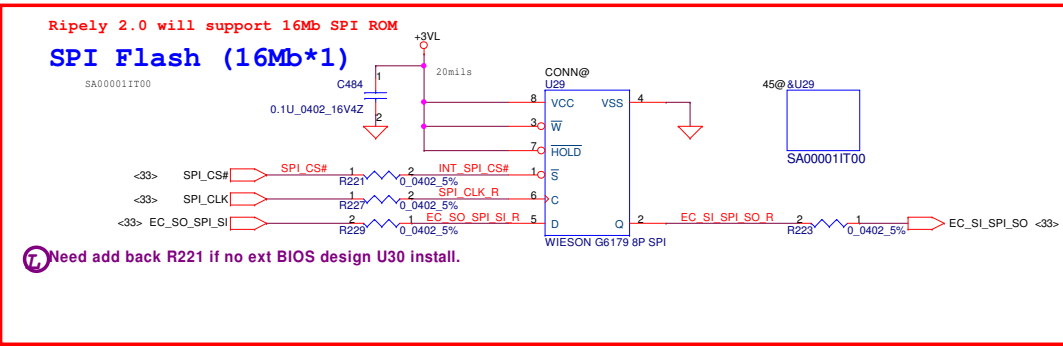 Ripely 2.0 will support 16Mb SPI ROM
SPI Flash (16Mb*1)
SA00001IT00
+3VL
20mils
C484
1
2
0.1U_0402_16V4Z
CONN@
U29
8 VCC VSS 4
3 W
7 HOLD
1 S
6 C
5 D Q 2
WIESON G6179 8P SPI
45@ &U29
SA00001IT00
<33> SPI_CS# SPI_CS# 1 2 INT_SPI_CS#
R221 0_0402_5%
<33> SPI_CLK 1 2 SPI_CLK_R
R227 0_0402_5%
<33> EC_SO_SPI_SI 2 1 EC_SO_SPI_SI_R
R229 0_0402_5%
EC_SI_SPI_SO_R 2 1 EC_SI_SPI_SO <33>
R223 0_0402_5%
L Need add back R221 if no ext BIOS design U30 install.